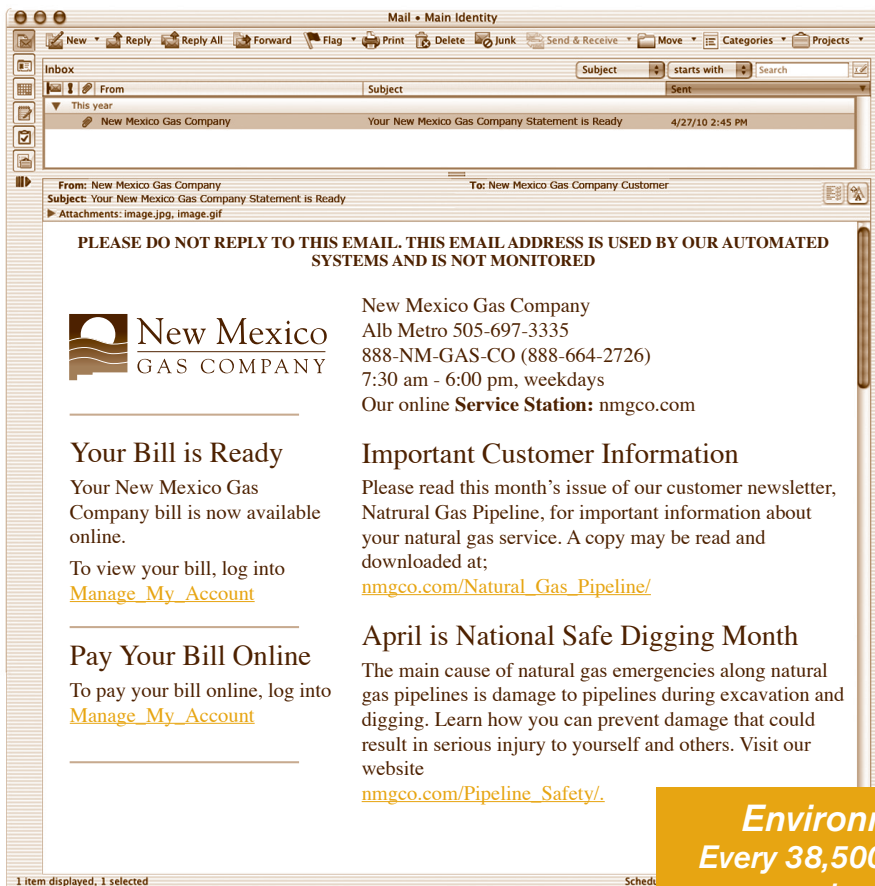 Mail • Main Identity
New Reply Reply All Forward Flag Print Delete Junk Send & Receive Move Categories Projects
Inbox Subject starts with Search
From Subject Sent
This year
New Mexico Gas Company Your New Mexico Gas Company Statement is Ready 4/27/10 2:45 PM
From: New Mexico Gas Company To: New Mexico Gas Company Customer
Subject: Your New Mexico Gas Company Statement is Ready
Attachments: image.jpg, image.gif
PLEASE DO NOT REPLY TO THIS EMAIL. THIS EMAIL ADDRESS IS USED BY OUR AUTOMATED
SYSTEMS AND IS NOT MONITORED
New Mexico
GAS COMPANY
Your Bill is Ready
Your New Mexico Gas
Company bill is now available
online.
To view your bill, log into
Manage_My_Account
Pay Your Bill Online
To pay your bill online, log into
Manage_My_Account
New Mexico Gas Company
Alb Metro 505-697-3335
888-NM-GAS-CO (888-664-2726)
7:30 am - 6:00 pm, weekdays
Our online Service Station: nmgco.com
Important Customer Information
Please read this month's issue of our customer newsletter,
Natrural Gas Pipeline, for important information about
your natural gas service. A copy may be read and
downloaded at;
nmgco.com/Natural_Gas_Pipeline/
April is National Safe Digging Month
The main cause of natural gas emergencies along natural
gas pipelines is damage to pipelines during excavation and
digging. Learn how you can prevent damage that could
result in serious injury to yourself and others. Visit our
website
nmgco.com/Pipeline_Safety/.
Every 38,500
1 item displayed, 1 selected